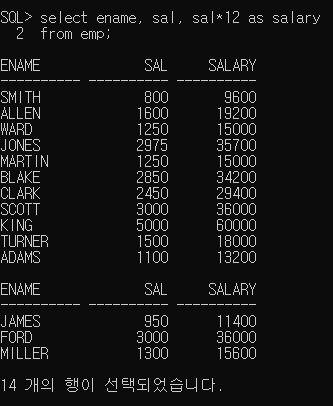 SQL> select ename, sal, sal*12 as salary
  2  from emp;
ENAME             SAL     SALARY
---------- ---------- ----------
SMITH             800       9600
ALLEN            1600      19200
WARD             1250      15000
JONES            2975      35700
MARTIN           1250      15000
BLAKE            2850      34200
CLARK            2450      29400
SCOTT            3000      36000
KING             5000      60000
TURNER           1500      18000
ADAMS            1100      13200
ENAME             SAL     SALARY
---------- ---------- ----------
JAMES             950      11400
FORD             3000      36000
MILLER           1300      15600
14 개의 행이 선택되었습니다.